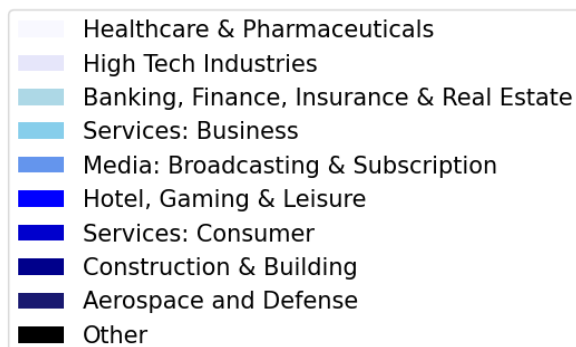 Healthcare & Pharmaceuticals
High Tech Industries
Banking, Finance, Insurance & Real Estate
Services: Business
Media: Broadcasting & Subscription
Hotel, Gaming & Leisure
Services: Consumer
Construction & Building
Aerospace and Defense
Other